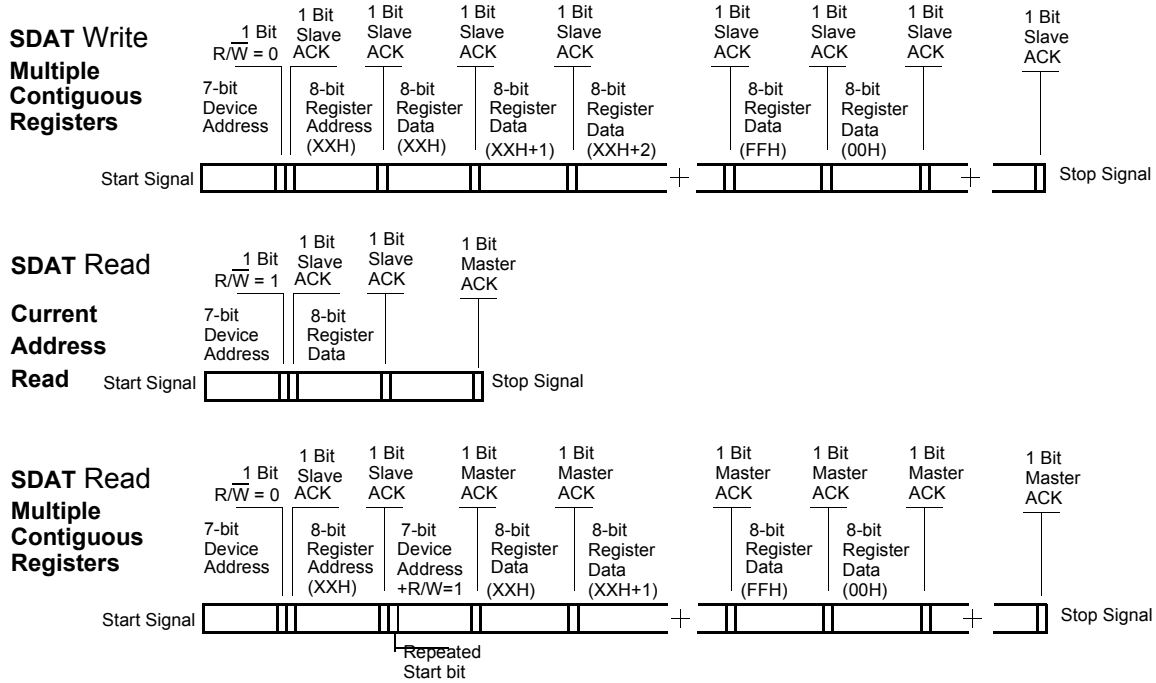 SDAT Write
Multiple
Contiguous
Registers
1 Bit
R/W = 0
1 Bit
Slave
ACK
1 Bit
Slave
ACK
1 Bit
Slave
ACK
1 Bit
Slave
ACK
1 Bit
Slave
ACK
1 Bit
Slave
ACK
1 Bit
Slave
ACK
1 Bit
Slave
ACK
7-bit
Device
Address
8-bit
Register
Address
(XXH)
8-bit
Register
Data
(XXH)
8-bit
Register
Data
(XXH+1)
8-bit
Register
Data
(XXH+2)
8-bit
Register
Data
(FFH)
8-bit
Register
Data
(00H)
Start Signal
Stop Signal
SDAT Read
Current
Address
Read
1 Bit
R/W = 1
1 Bit
Slave
ACK
1 Bit
Slave
ACK
1 Bit
Master
ACK
7-bit
Device
Address
8-bit
Register
Data
Start Signal
Stop Signal
SDAT Read
Multiple
Contiguous
Registers
1 Bit
R/W = 0
1 Bit
Slave
ACK
1 Bit
Slave
ACK
1 Bit
Master
ACK
1 Bit
Master
ACK
1 Bit
Master
ACK
1 Bit
Master
ACK
1 Bit
Master
ACK
1 Bit
Master
ACK
7-bit
Device
Address
8-bit
Register
Address
(XXH)
7-bit
Device
Address
+R/W=1
8-bit
Register
Data
(XXH)
8-bit
Register
Data
(XXH+1)
8-bit
Register
Data
(FFH)
8-bit
Register
Data
(00H)
Start Signal
Stop Signal
Repeated
Start bit